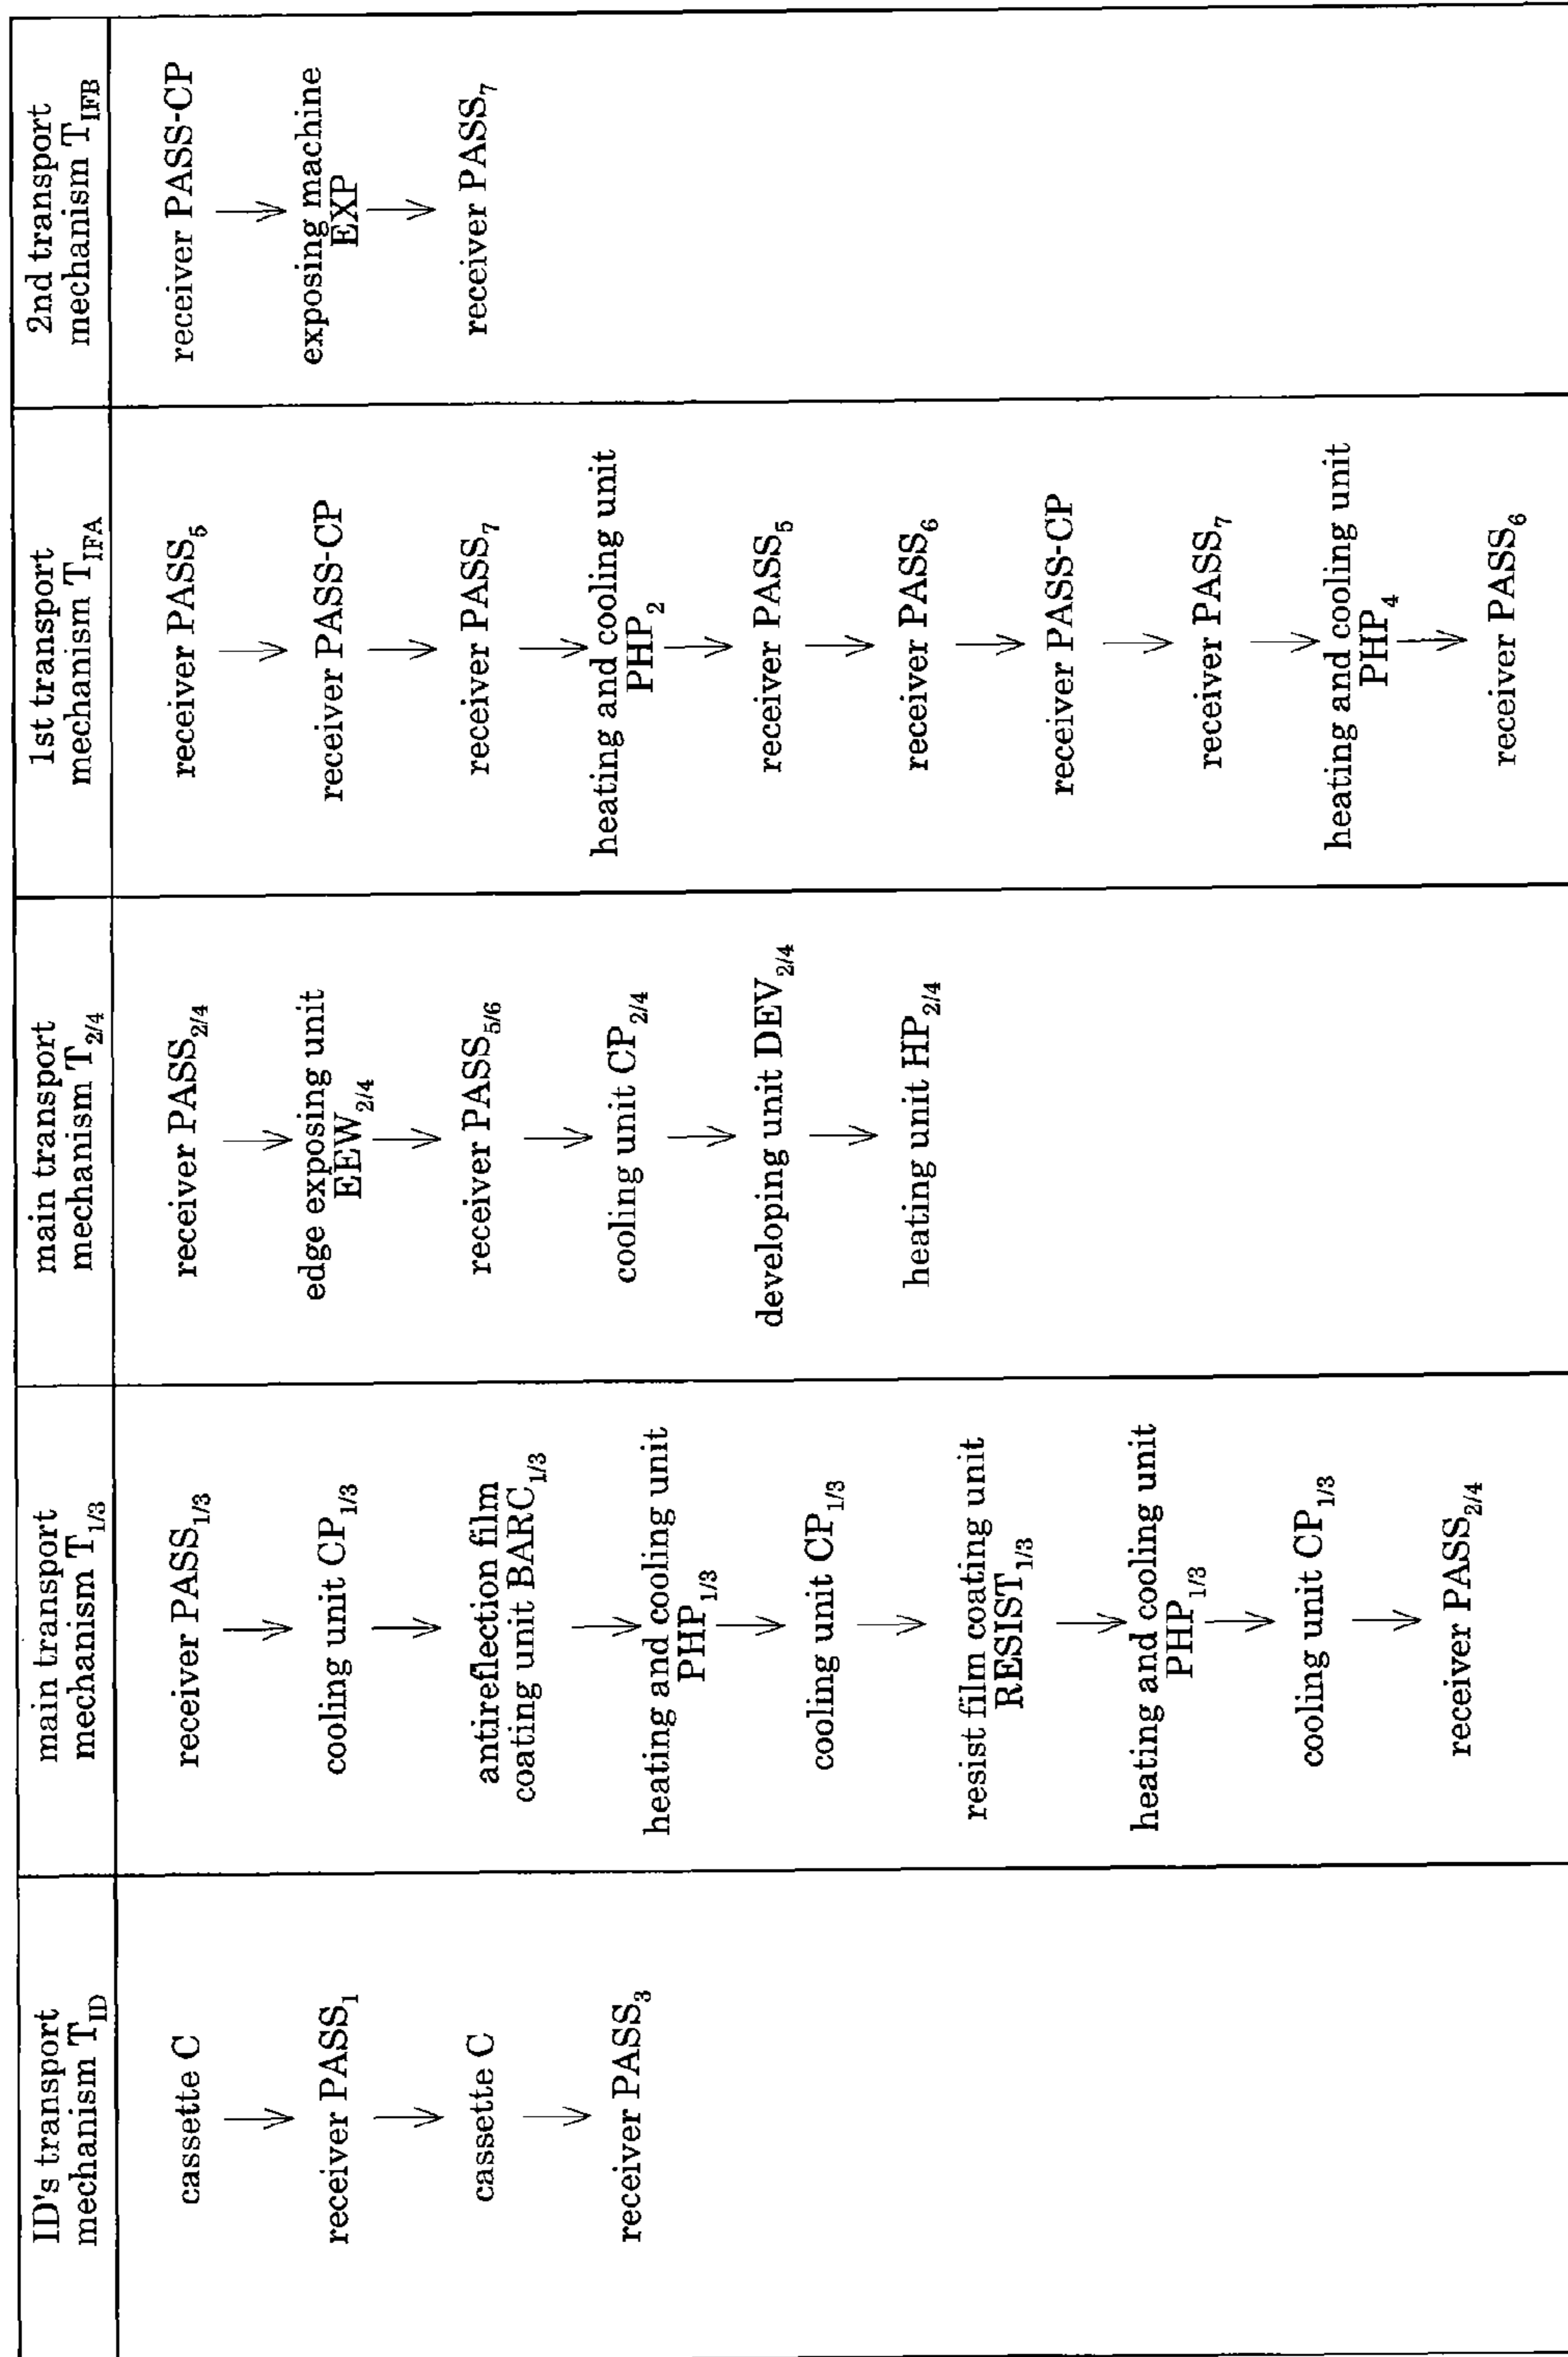 ID's transport
mechanism T_ID
cassette C
receiver PASS_1
cassette C
receiver PASS_3
main transport
mechanism T_1/3
receiver PASS_1/3
cooling unit CP_1/3
antireflection film
coating unit BARC_1/3
heating and cooling unit
PHP_1/3
cooling unit CP_1/3
resist film coating unit
RESIST_1/3
heating and cooling unit
PHP_1/3
cooling unit CP_1/3
receiver PASS_2/4
main transport
mechanism T_2/4
receiver PASS_2/4
edge exposing unit
EEW_2/4
receiver PASS_5/6
cooling unit CP_2/4
developing unit DEV_2/4
heating unit HP_2/4
1st transport
mechanism T_IFA
receiver PASS_5
receiver PASS-CP
receiver PASS_7
heating and cooling unit
PHP_2
receiver PASS_5
receiver PASS_6
receiver PASS-CP
receiver PASS_7
heating and cooling unit
PHP_4
receiver PASS_6
2nd transport
mechanism T_IFB
receiver PASS-CP
exposing machine
EXP
receiver PASS_7